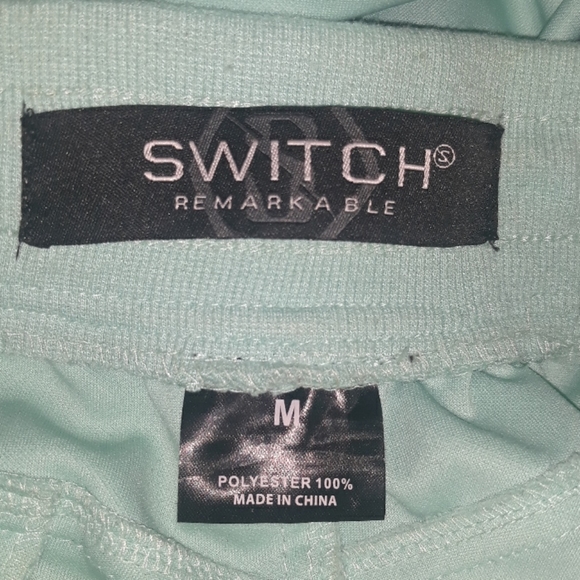 SWITCH Ⓢ
REMARKABLE
M
POLYESTER 100%
MADE IN CHINA